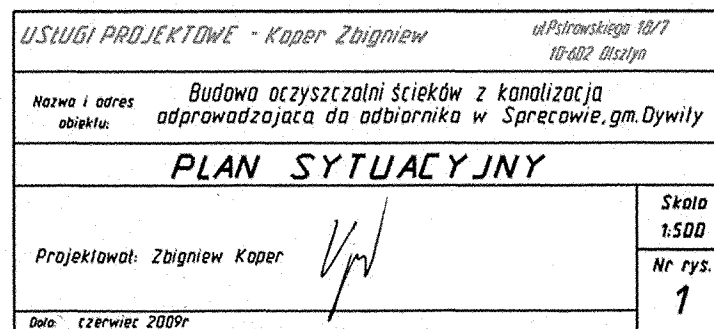 USŁUGI PROJEKTOWE - Koper Zbigniew
ul.Pstrowskiego 18/7
10-602 Olsztyn
Nazwa i adres obiektu:
Budowa oczyszczalni ścieków z kanalizacja
odprowadzajaca do odbiornika w Sprecowie, gm. Dywity
PLAN SYTUACYJNY
Skala
1:500
Projektował: Zbigniew Koper
Nr rys.
1
Data: czerwiec 2009r